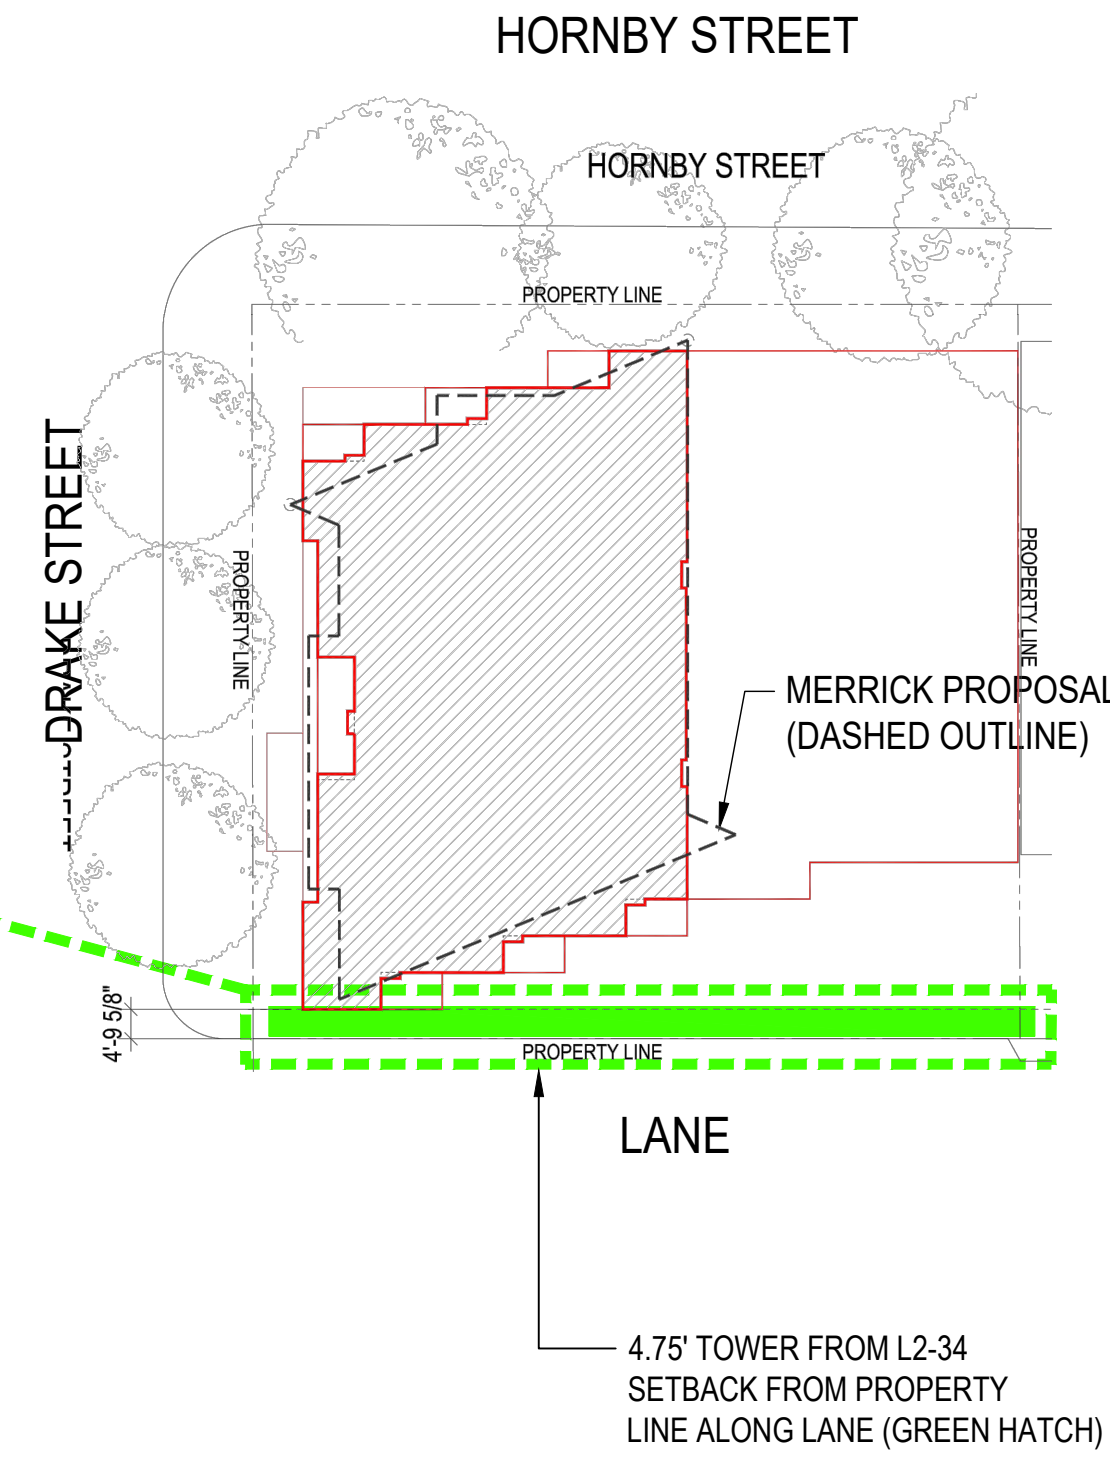 HORNBY STREET
HORNBY STREET
PROPERTY LINE
DRAKE STREET
PROPERTY LINE
PROPERTY LINE
MERRICK PROPOSAL
(DASHED OUTLINE)
4'-9 5/8"
PROPERTY LINE
LANE
4.75' TOWER FROM L2-34
SETBACK FROM PROPERTY
LINE ALONG LANE (GREEN HATCH)